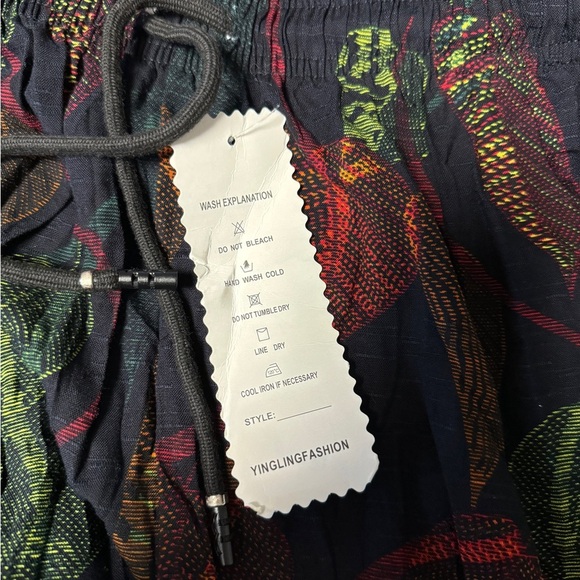 WASH EXPLANATION
DO NOT BLEACH
HAND WASH COLD
DO NOT TUMBLE DRY
LINE DRY
COOL IRON IF NECESSARY
STYLE:
YINGLINGFASHION